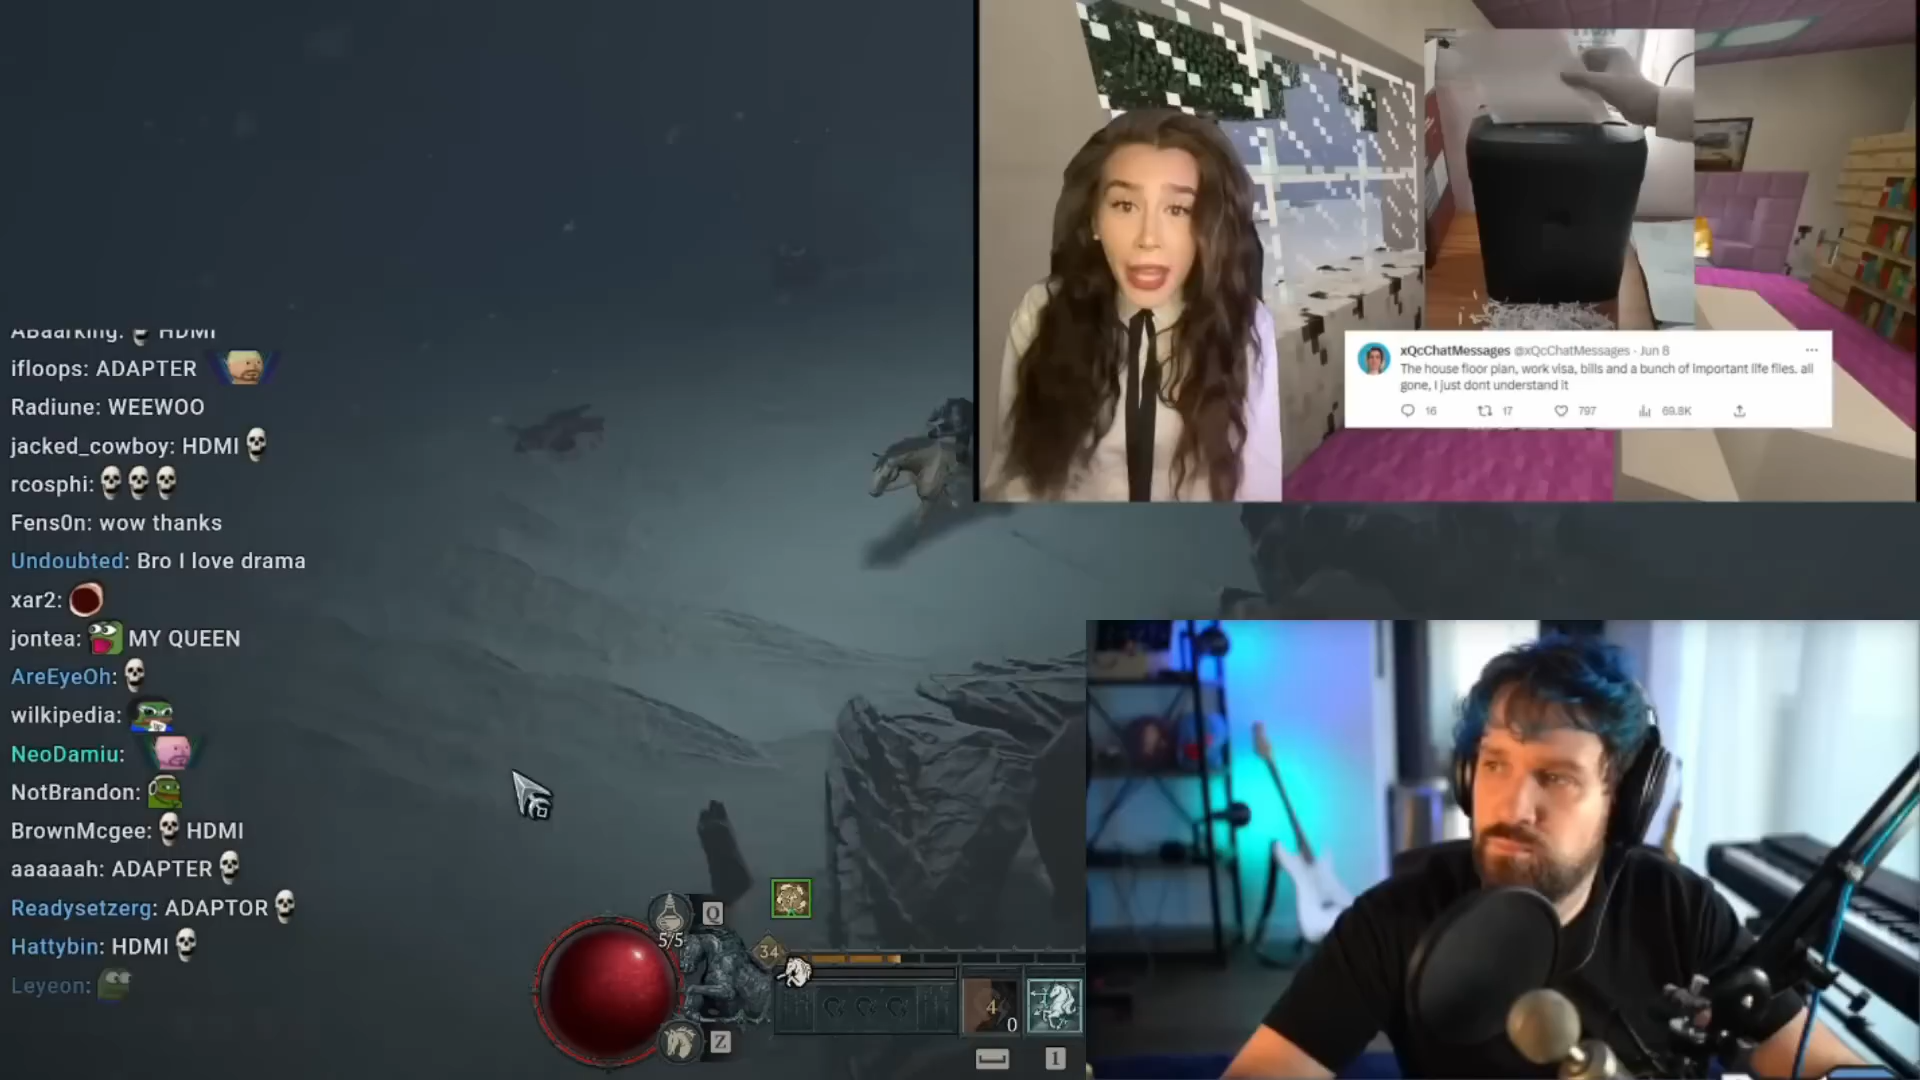 ABaarking: HDMI
ifloops: ADAPTER
Radiune: WEEWOO
jacked_cowboy: HDMI
rcosphi:
Fens0n: wow thanks
Undoubted: Bro I love drama
xar2:
jontea: MY QUEEN
AreEyeOh:
wilkipedia:
NeoDamiu:
NotBrandon:
BrownMcgee: HDMI
aaaaaah: ADAPTER
Readysetzerg: ADAPTOR
Hattybin: HDMI
Leyeon:
xQcChatMessages @xQcChatMessages · Jun 8
The house floor plan, work visa, bills and a bunch of important life files. all
gone, I just dont understand it
16 17 797 69.8K
Q
5/5
34
4
0
Z
1